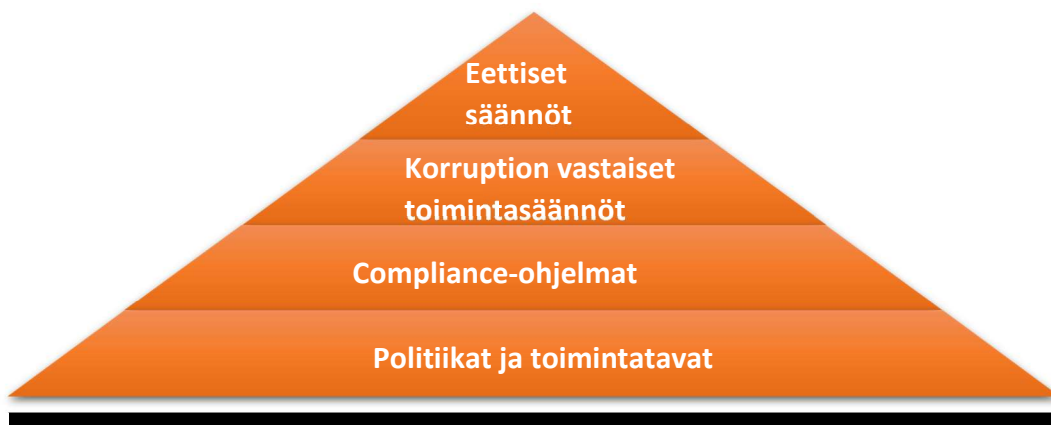 Eettiset
säännöt
Korruption vastaiset
toimintasäännöt
Compliance-ohjelmat
Politiikat ja toimintatavat